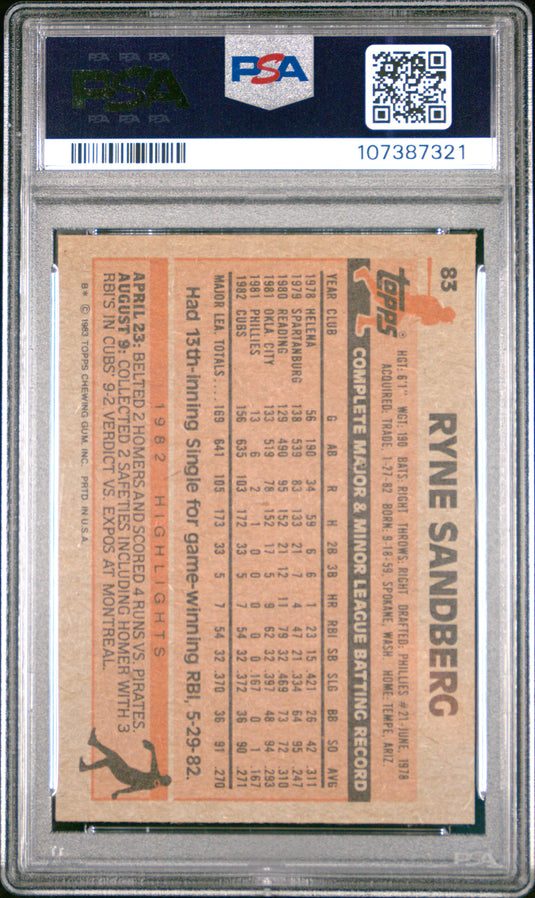 PSA PSA PSA
PSA
PSA PSA PSA
PSA
107387321
83
topps®
RYNE SANDBERG
HGT: 6'1" WGT: 190 BATS: RIGHT THROWS: RIGHT DRAFTED: PHILLIES #21-JUNE, 1978
ACQUIRED: TRADE, 1-27-82 BORN: 9-18-59, SPOKANE, WASH HOME: TEMPE, ARIZ.
COMPLETE MAJOR & MINOR LEAGUE BATTING RECORD
YEAR CLUB G AB R H 2B 3B HR RBI SB SLG BB SO AVG
1978 HELENA 56 190 34 59 6 6 1 23 15 .421 26 42 .311
1979 SPARTANBURG 138 539 83 133 21 7 4 47 21 .334 64 95 .247
1980 READING 129 490 95 152 21 12 11 79 32 .469 73 72 .310
1981 OKLA. CITY 133 519 78 152 17 5 9 62 32 .397 48 94 .293
1981 PHILLIES 13 6 2 1 0 0 0 0 0 .167 0 1 .167
1982 CUBS 156 635 103 172 33 5 7 54 32 .372 36 90 .271
MAJOR LEA. TOTALS... 169 641 105 173 33 5 7 54 32 .370 36 91 .270
Had 13th-inning Single for game-winning RBI, 5-29-82.
1982 HIGHLIGHTS
APRIL 23: BELTED 2 HOMERS AND SCORED 4 RUNS VS. PIRATES.
AUGUST 9: COLLECTED 2 SAFETIES INCLUDING HOMER WITH 3
RBI'S IN CUBS' 9-2 VERDICT VS. EXPOS AT MONTREAL.
B* © 1983 TOPPS CHEWING GUM, INC. PRTD. IN U.S.A.
PSA